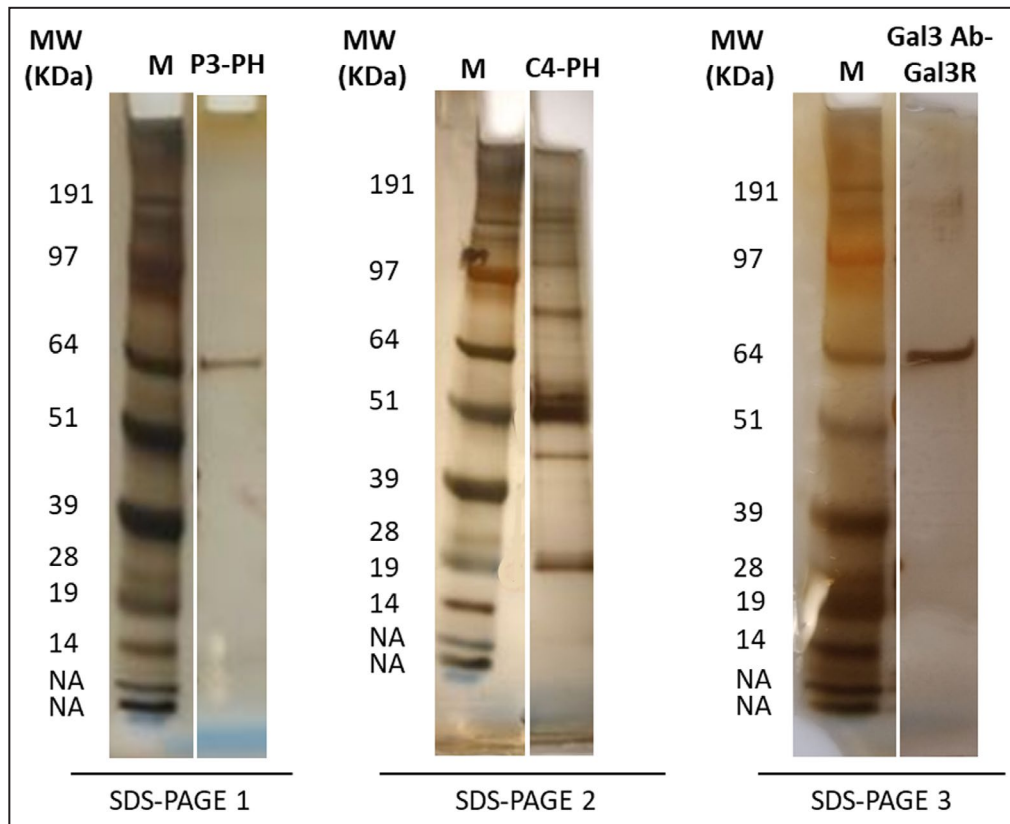 MW
(KDa)
M P3-PH
191
97
64
51
39
28
19
14
NA
NA
SDS-PAGE 1
MW
(KDa)
M C4-PH
191
97
64
51
39
28
19
14
NA
NA
SDS-PAGE 2
MW
(KDa)
M Gal3 Ab-
Gal3R
191
97
64
51
39
28
19
14
NA
NA
SDS-PAGE 3